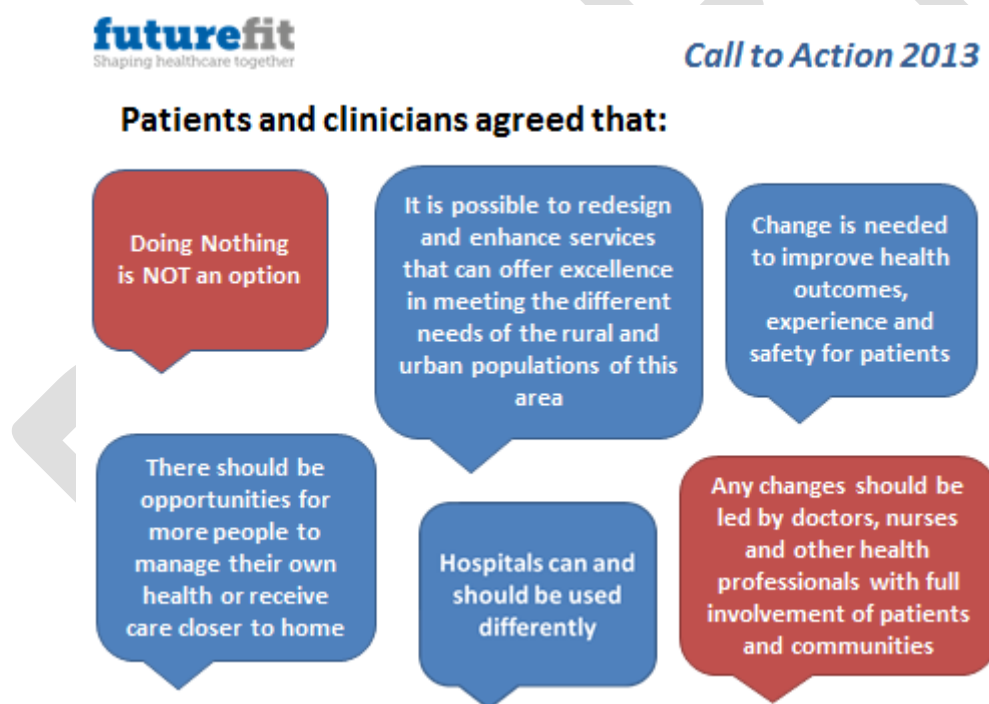 futurefit
Shaping healthcare together
Call to Action 2013
Patients and clinicians agreed that:
Doing Nothing
is NOT an option
It is possible to redesign
and enhance services
that can offer excellence
in meeting the different
needs of the rural and
urban populations of this
area
Change is needed
to improve health
outcomes,
experience and
safety for patients
There should be
opportunities for
more people to
manage their own
health or receive
care closer to home
Hospitals can and
should be used
differently
Any changes should be
led by doctors, nurses
and other health
professionals with full
involvement of patients
and communities